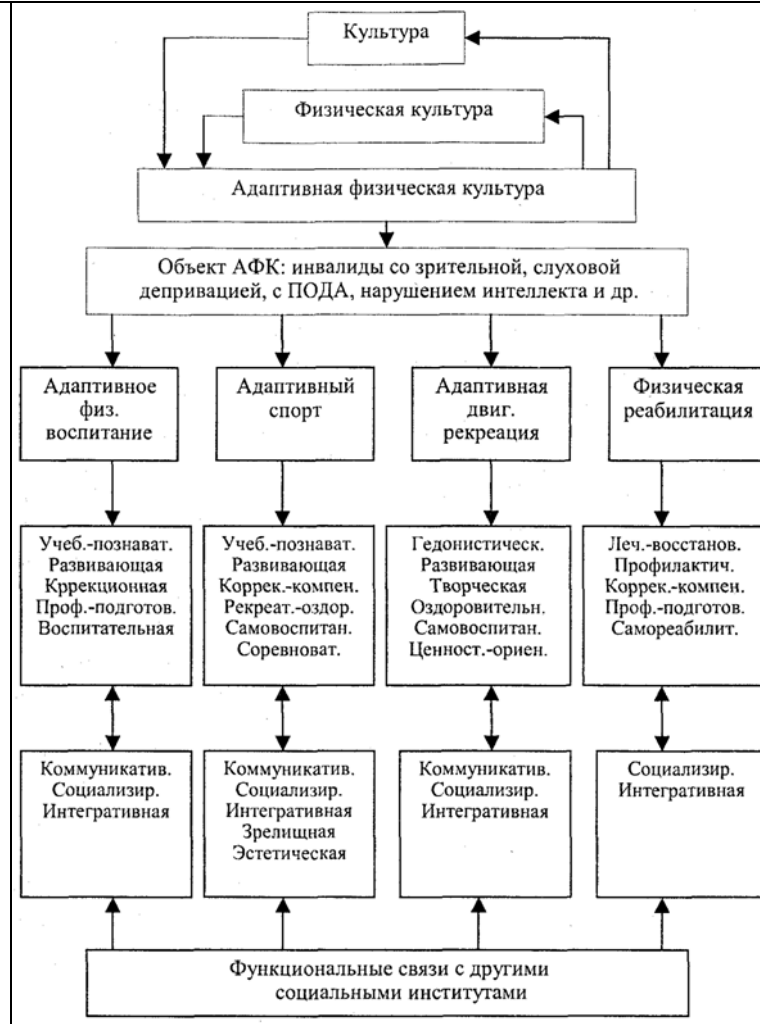 Культура
Физическая культура
Адаптивная физическая культура
Объект АФК: инвалиды со зрительной, слуховой
депривацией, с ПОДА, нарушением интеллекта и др.
Адаптивное
физ.
воспитание
Адаптивный
спорт
Адаптивная
двиг.
рекреация
Физическая
реабилитация
Учеб.-познават.
Развивающая
Кррекционная
Проф.-подготов.
Воспитательная
Учеб.-познават.
Развивающая
Коррек.-компен.
Рекреат.-оздор.
Самовоспитан.
Соревноват.
Гедонистическ.
Развивающая
Творческая
Оздоровительн.
Самовоспитан.
Ценност.-ориен.
Леч.-восстанов.
Профилактич.
Коррек.-компен.
Проф.-подготов.
Самореабилит.
Коммуникатив.
Социализир.
Интегративная
Коммуникатив.
Социализир.
Интегративная
Зрелищная
Эстетическая
Коммуникатив.
Социализир.
Интегративная
Социализир.
Интегративная
Функциональные связи с другими
социальными институтами